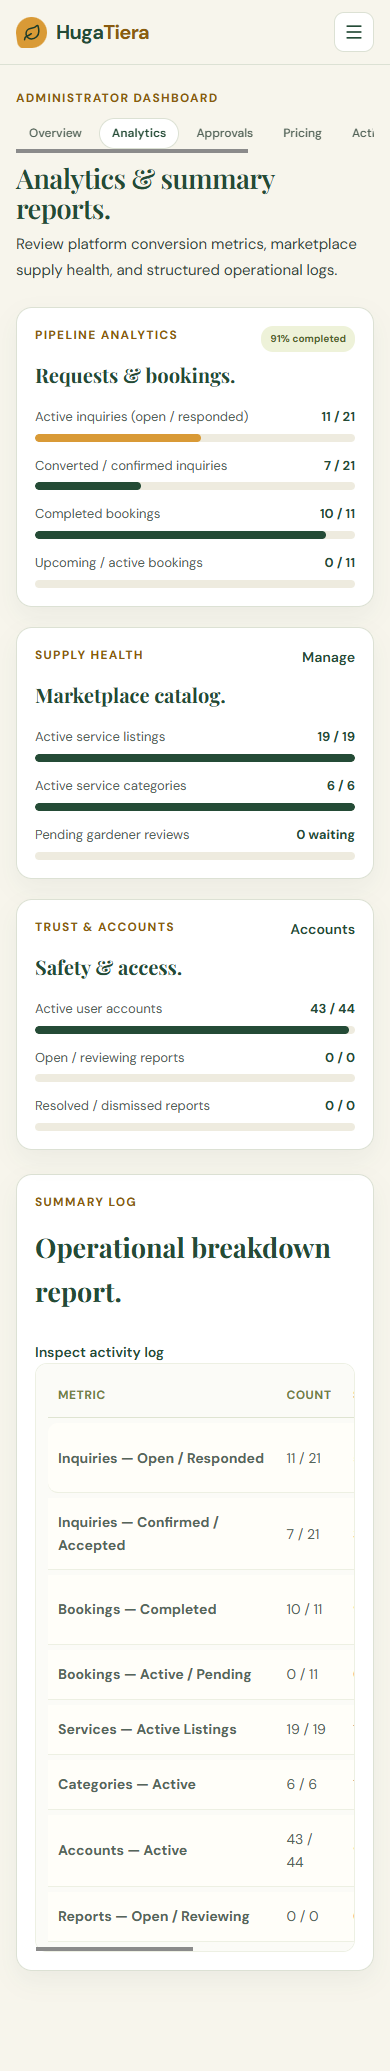 HugaTiera
ADMINISTRATOR DASHBOARD
Overview Analytics Approvals Pricing
Analytics & summary
reports.
Review platform conversion metrics, marketplace
supply health, and structured operational logs.
PIPELINE ANALYTICS 91% completed
Requests & bookings.
Active inquiries (open / responded) 11 / 21
Converted / confirmed inquiries 7 / 21
Completed bookings 10 / 11
Upcoming / active bookings 0 / 11
SUPPLY HEALTH Manage
Marketplace catalog.
Active service listings 19 / 19
Active service categories 6 / 6
Pending gardener reviews 0 waiting
TRUST & ACCOUNTS Accounts
Safety & access.
Active user accounts 43 / 44
Open / reviewing reports 0 / 0
Resolved / dismissed reports 0 / 0
SUMMARY LOG
Operational breakdown
report.
Inspect activity log
METRIC COUNT
Inquiries — Open / Responded 11 / 21
Inquiries — Confirmed /
Accepted 7 / 21
Bookings — Completed 10 / 11
Bookings — Active / Pending 0 / 11
Services — Active Listings 19 / 19
Categories — Active 6 / 6
Accounts — Active 43 /
44
Reports — Open / Reviewing 0 / 0